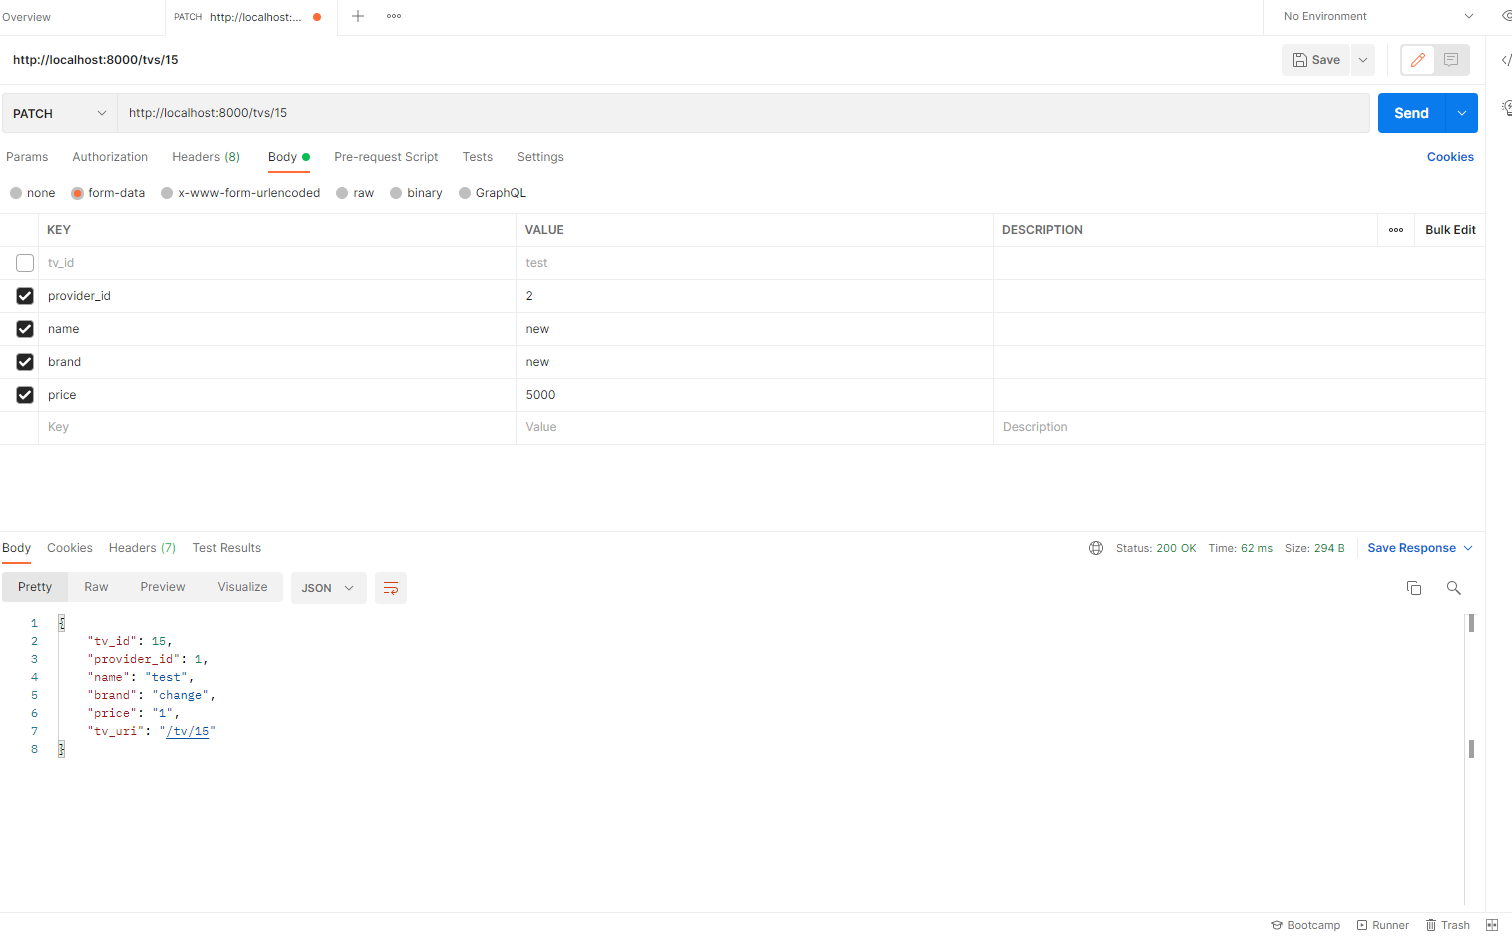 Overview
PATCH http://localhost:...
No Environment
http://localhost:8000/tvs/15
Save
PATCH http://localhost:8000/tvs/15
Send
Params Authorization Headers (8) Body Pre-request Script Tests Settings Cookies
none form-data x-www-form-urlencoded raw binary GraphQL
KEY VALUE DESCRIPTION Bulk Edit
tv_id test
provider_id 2
name new
brand new
price 5000
Key Value Description
Body Cookies Headers (7) Test Results Status: 200 OK Time: 62 ms Size: 294 B Save Response
Pretty Raw Preview Visualize JSON
1 {
2 "tv_id": 15,
3 "provider_id": 1,
4 "name": "test",
5 "brand": "change",
6 "price": "1",
7 "tv_uri": "/tv/15"
8 }
Bootcamp Runner Trash